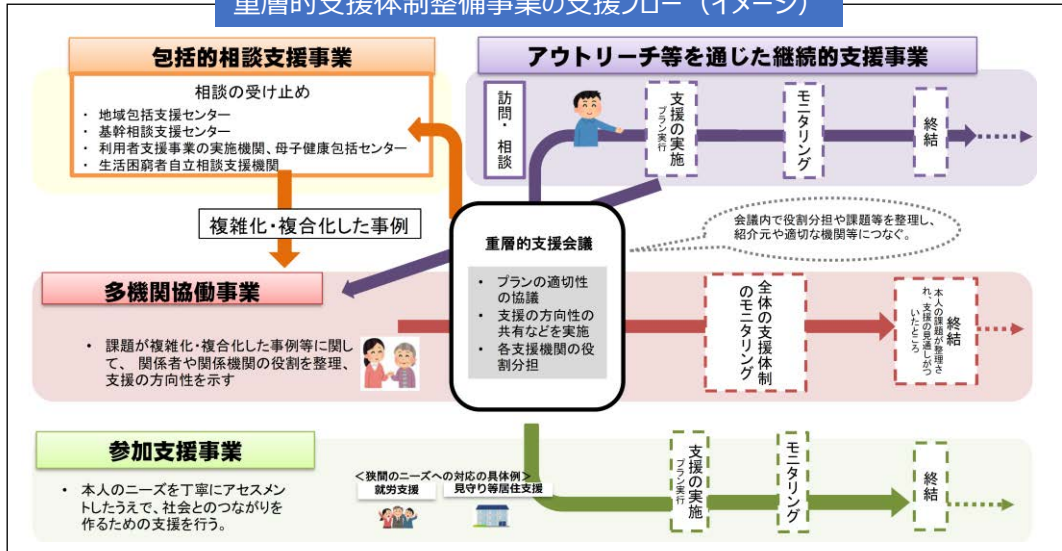 重層的支援体制整備事業の支援フロー（イメージ）
包括的相談支援事業
相談の受け止め
・ 地域包括支援センター
・ 基幹相談支援センター
・ 利用者支援事業の実施機関、母子健康包括センター
・ 生活困窮者自立相談支援機関
複雑化・複合化した事例
アウトリーチ等を通じた継続的支援事業
訪問・相談
支援の実施
プラン実行
モニタリング
終結
会議内で役割分担や課題等を整理し、
紹介元や適切な機関等につなぐ。
重層的支援会議
・ プランの適切性
の協議
・ 支援の方向性の
共有などを実施
・ 各支援機関の役
割分担
多機関協働事業
・ 課題が複雑化・複合化した事例等に関し
て、 関係者や関係機関の役割を整理、
支援の方向性を示す
全体の支援体制
のモニタリング
終結
本人の課題が整理さ
れ、支援の見通しがつ
いたところ
参加支援事業
・ 本人のニーズを丁寧にアセスメン
トしたうえで、社会とのつながりを
作るための支援を行う。
＜狭間のニーズへの対応の具体例＞
就労支援
見守り等居住支援
支援の実施
プラン実行
モニタリング
終結